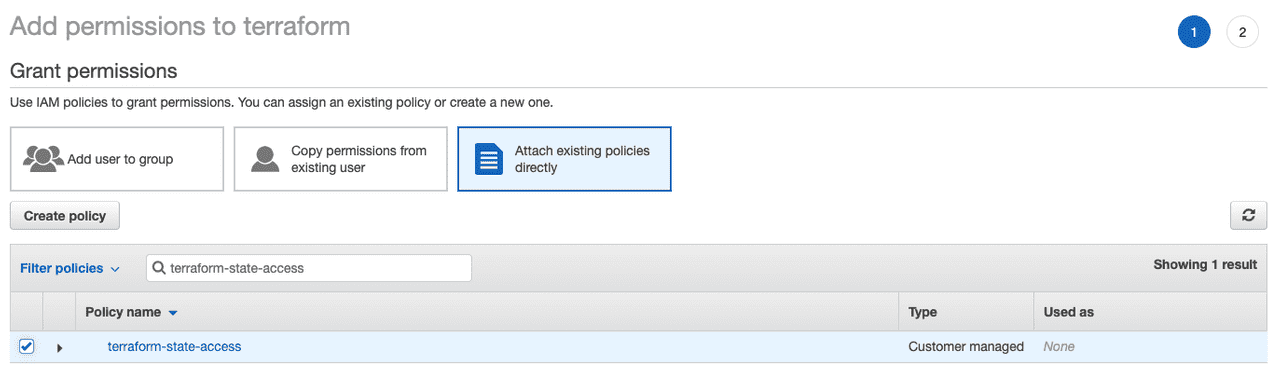 Add permissions to terraform
1
2
Grant permissions
Use IAM policies to grant permissions. You can assign an existing policy or create a new one.
Add user to group
Copy permissions from
existing user
Attach existing policies
directly
Create policy
Filter policies
terraform-state-access
Showing 1 result
Policy name
Type
Used as
terraform-state-access
Customer managed
None